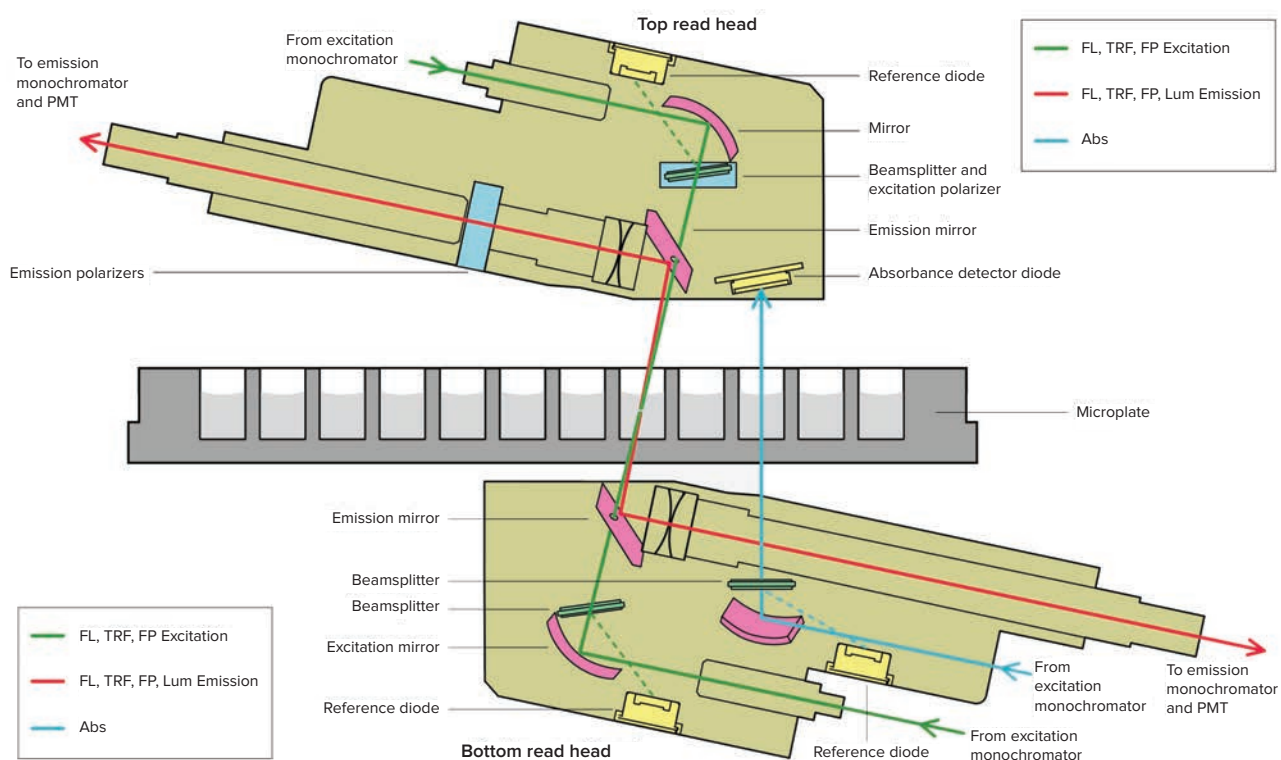 Top read head
From excitation
monochromator
To emission
monochromator
and PMT
Reference diode
Mirror
Beamsplitter and
excitation polarizer
Emission mirror
Absorbance detector diode
Emission polarizers
FL, TRF, FP Excitation
FL, TRF, FP, Lum Emission
Abs
Microplate
Emission mirror
Beamsplitter
Beamsplitter
Excitation mirror
Reference diode
Bottom read head
FL, TRF, FP Excitation
FL, TRF, FP, Lum Emission
Abs
From
excitation
monochromator
To emission
monochromator
and PMT
From excitation
monochromator
Reference diode